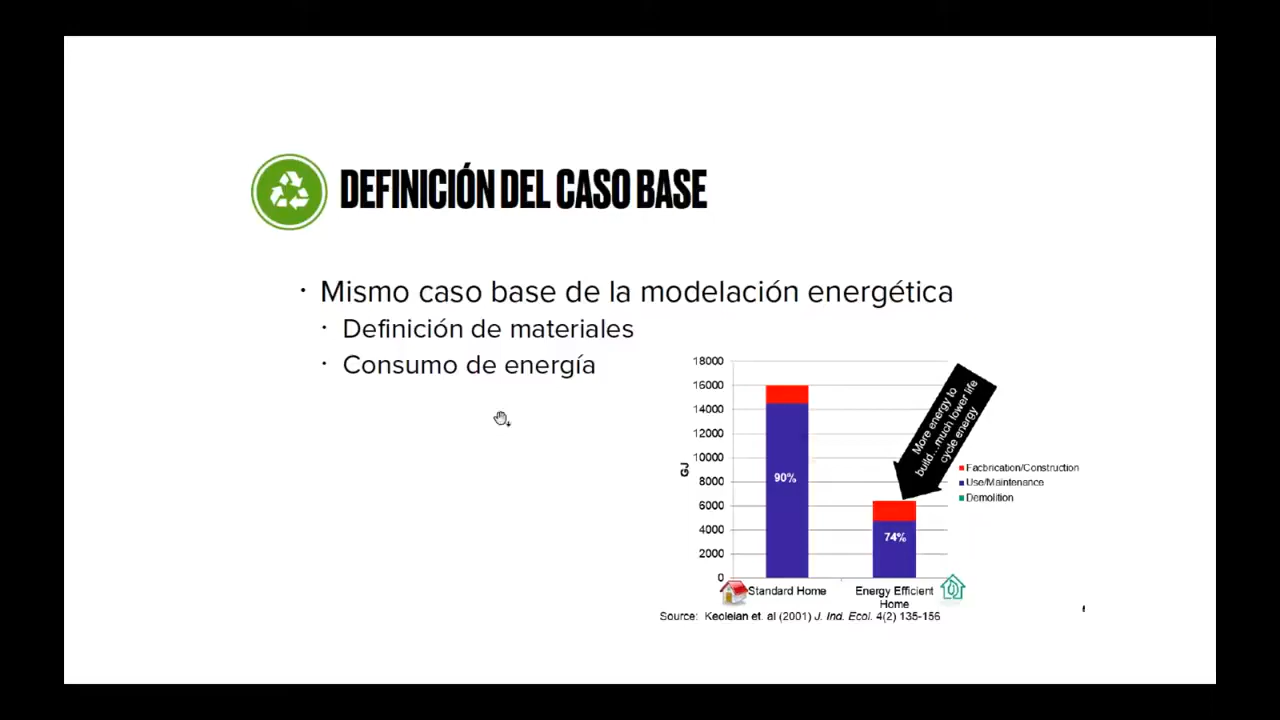 DEFINICIÓN DEL CASO BASE
· Mismo caso base de la modelación energética
· Definición de materiales
· Consumo de energía
18000
16000
14000
12000
10000
8000
6000
4000
2000
0
GJ
90%
74%
More energy to
build...much lower life
cycle energy
Facbrication/Construction
Use/Maintenance
Demolition
Standard Home
Energy Efficient
Home
Source: Keoleian et. al (2001) J. Ind. Ecol. 4(2) 135-156